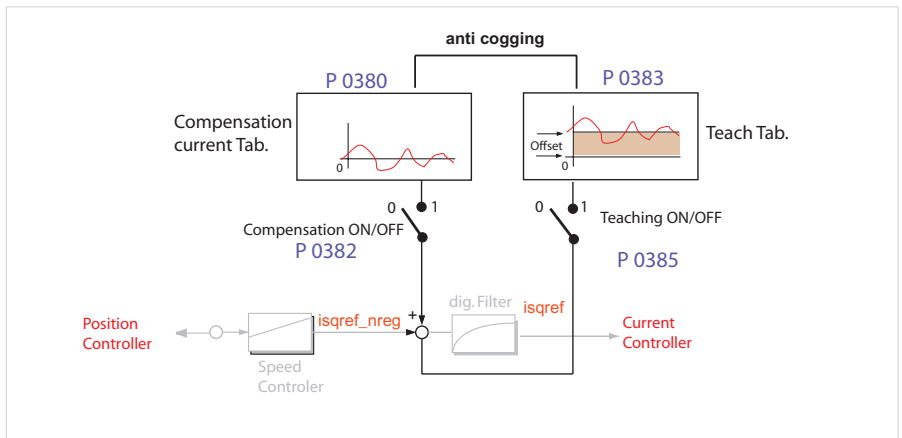 anti cogging
P 0380
P 0383
Compensation
current Tab.
0
Offset
0
Teach Tab.
0
1
Compensation ON/OFF
P 0382
0
1
Teaching ON/OFF
P 0385
dig. Filter
isqref
Position
Controller
isqref_nreg
+
Current
Controller
Speed
Controler